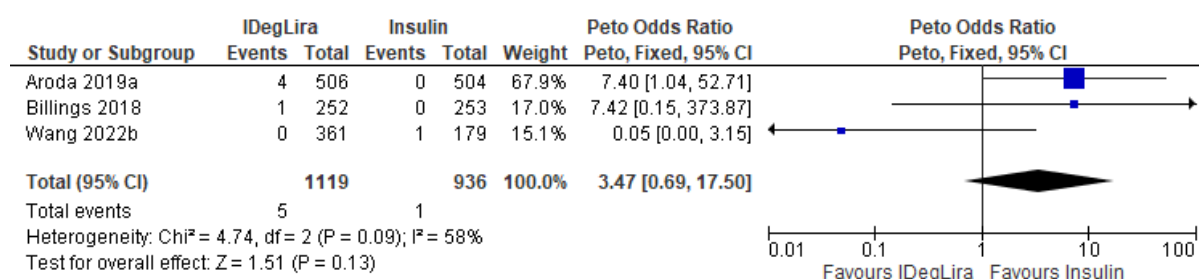 IDegLira Insulin Peto Odds Ratio Peto Odds Ratio
Study or Subgroup Events Total Events Total Weight Peto, Fixed, 95% CI Peto, Fixed, 95% CI
Aroda 2019a 4 506 0 504 67.9% 7.40 [1.04, 52.71]
Billings 2018 1 252 0 253 17.0% 7.42 [0.15, 373.87]
Wang 2022b 0 361 1 179 15.1% 0.05 [0.00, 3.15]
Total (95% CI) 1119 936 100.0% 3.47 [0.69, 17.50]
Total events 5 1
Heterogeneity: Chi² = 4.74, df = 2 (P = 0.09); I² = 58%
Test for overall effect: Z = 1.51 (P = 0.13)
0.01 0.1 1 10 100
Favours IDegLira Favours Insulin